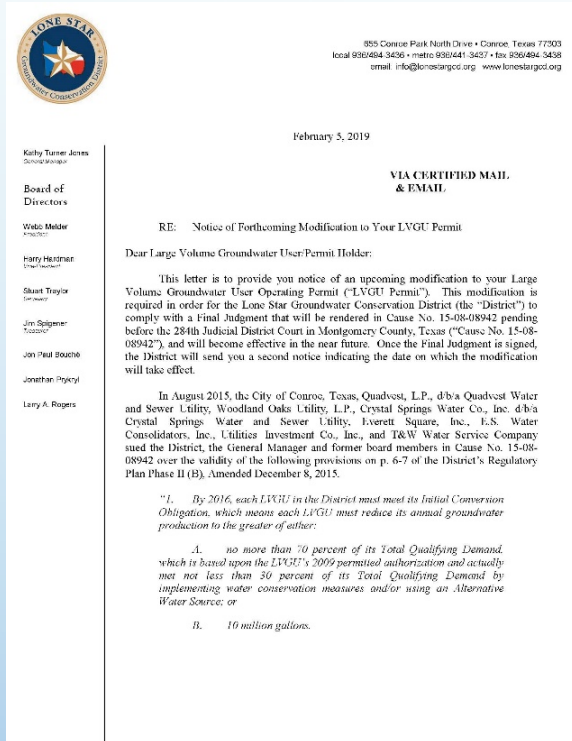 LONE STAR
Groundwater Conservation District
655 Conroe Park North Drive • Conroe, Texas 77303
local 936/494-3436 • metro 936/441-3437 • fax 936/494-3438
email: info@lonestargcd.org www.lonestargcd.org
February 5, 2019
Kathy Turner Jones
General Manager
VIA CERTIFIED MAIL
& EMAIL
Board of
Directors
Webb Melder
President
Harry Hardman
Vice-President
Stuart Traylor
Secretary
Jim Spigener
Treasurer
Jon Paul Bouché
Jonathan Prykryl
Larry A. Rogers
RE: Notice of Forthcoming Modification to Your LVGU Permit
Dear Large Volume Groundwater User/Permit Holder:
This letter is to provide you notice of an upcoming modification to your Large
Volume Groundwater User Operating Permit (“LVGU Permit”). This modification is
required in order for the Lone Star Groundwater Conservation District (the “District”) to
comply with a Final Judgment that will be rendered in Cause No. 15-08-08942 pending
before the 284th Judicial District Court in Montgomery County, Texas (“Cause No. 15-08-
08942”), and will become effective in the near future. Once the Final Judgment is signed,
the District will send you a second notice indicating the date on which the modification
will take effect.
In August 2015, the City of Conroe, Texas, Quadvest, L.P., d/b/a Quadvest Water
and Sewer Utility, Woodland Oaks Utility, L.P., Crystal Springs Water Co., Inc. d/b/a
Crystal Springs Water and Sewer Utility, Everett Square, Inc., E.S. Water
Consolidators, Inc., Utilities Investment Co., Inc., and T&W Water Service Company
sued the District, the General Manager and former board members in Cause No. 15-08-
08942 over the validity of the following provisions on p. 6-7 of the District’s Regulatory
Plan Phase II (B), Amended December 8, 2015.
“1. By 2016, each LVGU in the District must meet its Initial Conversion
Obligation, which means each LVGU must reduce its annual groundwater
production to the greater of either:
A. no more than 70 percent of its Total Qualifying Demand,
which is based upon the LVGU’s 2009 permitted authorization and actually
met not less than 30 percent of its Total Qualifying Demand by
implementing water conservation measures and/or using an Alternative
Water Source; or
B. 10 million gallons.